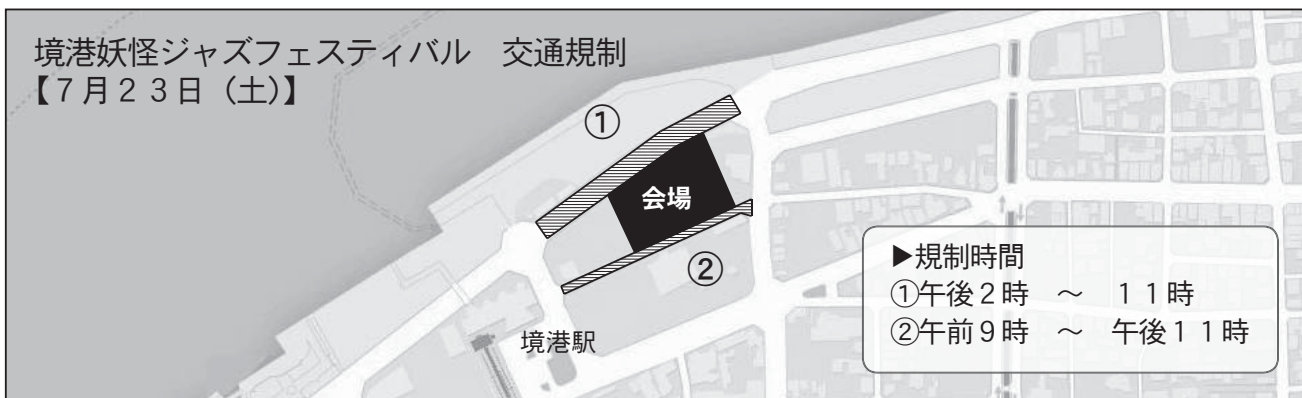 境港妖怪ジャズフェスティバル　交通規制
【７月２３日（土）】
①
会場
②
▶規制時間
①午後２時　～　１１時
②午前９時　～　午後１１時
境港駅